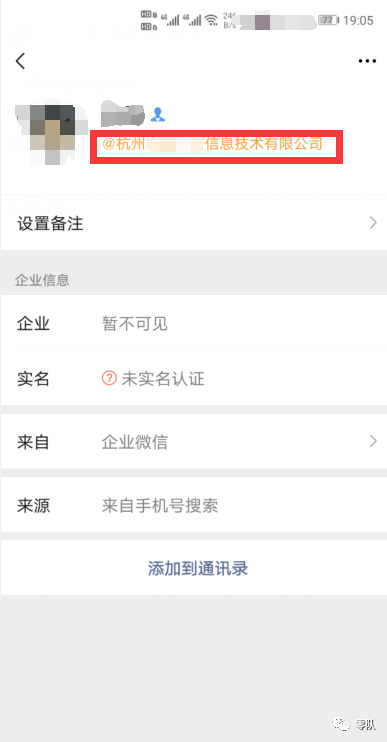 HD 4G 4G 246 77 19:05
HD B/s
@杭州 信息技术有限公司
设置备注
企业信息
企业 暂不可见
实名 ? 未实名认证
来自 企业微信
来源 来自手机号搜索
添加到通讯录
零队